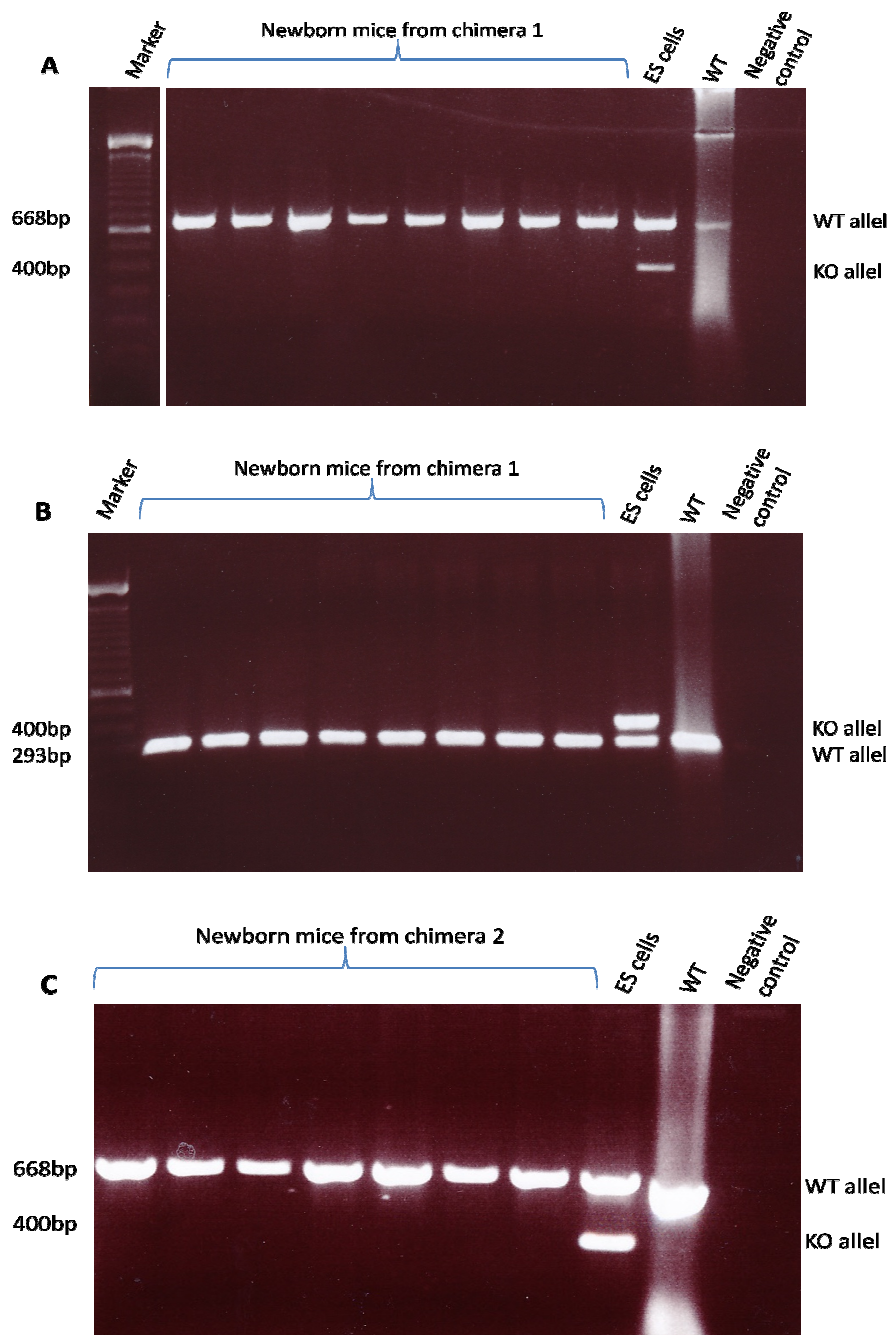 A
Marker
Newborn mice from chimera 1
ES cells
WT
Negative
control
668bp
400bp
WT allel
KO allel
B
Marker
Newborn mice from chimera 1
ES cells
WT
Negative
control
400bp
293bp
KO allel
WT allel
C
Newborn mice from chimera 2
ES cells
WT
Negative
control
668bp
400bp
WT allel
KO allel